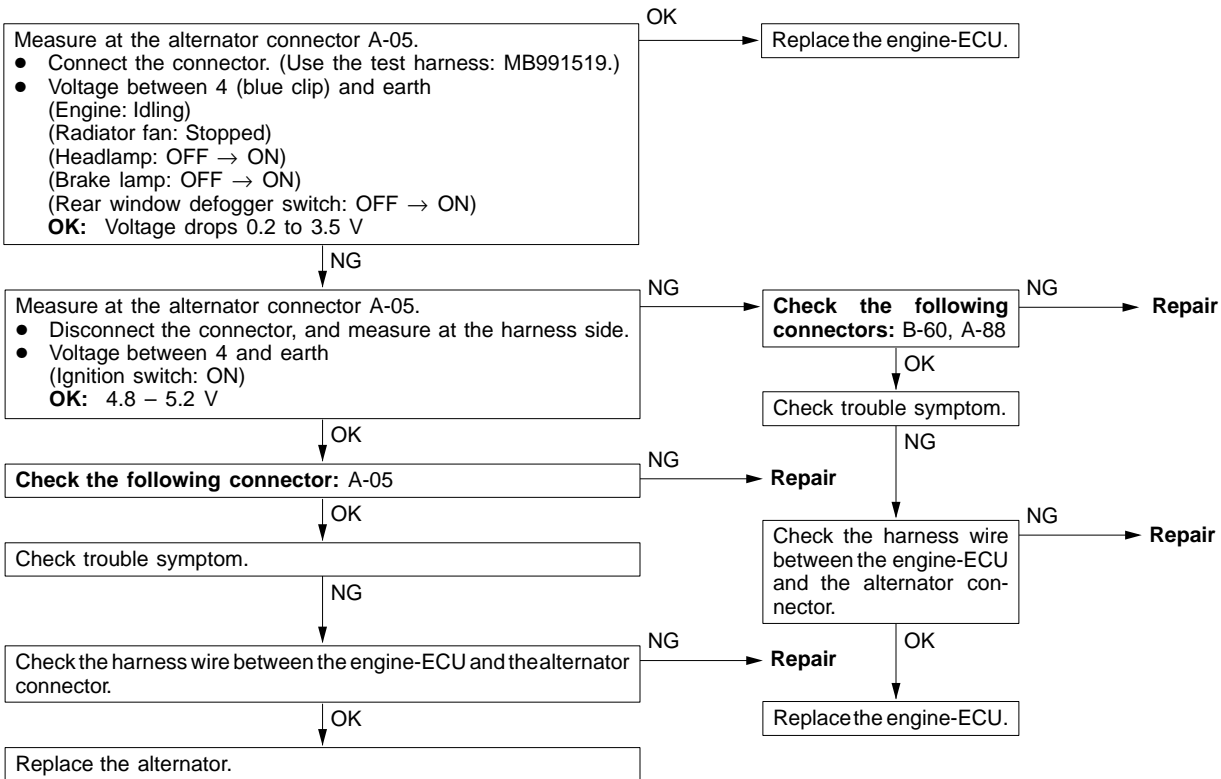 OK
Measure at the alternator connector A-05.
● Connect the connector. (Use the test harness: MB991519.)
● Voltage between 4 (blue clip) and earth
(Engine: Idling)
(Radiator fan: Stopped)
(Headlamp: OFF → ON)
(Brake lamp: OFF → ON)
(Rear window defogger switch: OFF → ON)
OK: Voltage drops 0.2 to 3.5 V
Replace the engine-ECU.
NG
Measure at the alternator connector A-05.
● Disconnect the connector, and measure at the harness side.
● Voltage between 4 and earth
(Ignition switch: ON)
OK: 4.8 – 5.2 V
NG
Check the following
connectors: B-60, A-88
NG
Repair
OK
Check trouble symptom.
NG
OK
Check the following connector: A-05
NG
Repair
OK
Check the harness wire
between the engine-ECU
and the alternator con-
nector.
NG
Repair
Check trouble symptom.
NG
OK
Check the harness wire between the engine-ECU and the alternator
connector.
NG
Repair
Replace the engine-ECU.
OK
Replace the alternator.